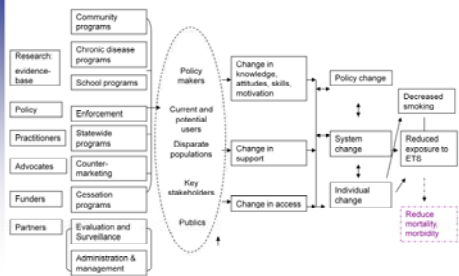 Community
programs
Research:
evidence-
base
Chronic disease
programs
School programs
Policy
Enforcement
Practitioners
Statewide
programs
Advocates
Counter-
marketing
Funders
Cessation
programs
Partners
Evaluation and
Surveillance
Administration &
management
Policy
makers
Current and
potential
users
Disparate
populations
Key
stakeholders
Publics
Change in
knowledge,
attitudes, skills,
motivation
Change in
support
Change in access
Policy change
System
change
Individual
change
Decreased
smoking
Reduced
exposure to
ETS
Reduce
mortality,
morbidity